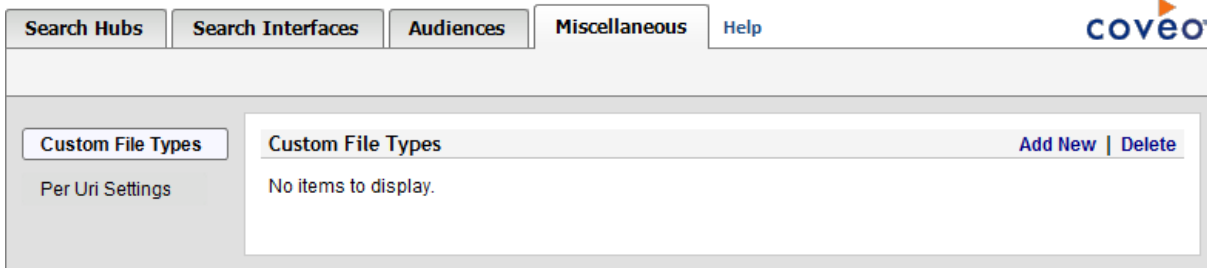 Search Hubs Search Interfaces Audiences Miscellaneous Help coveo
Custom File Types
Per Uri Settings
Custom File Types Add New | Delete
No items to display.